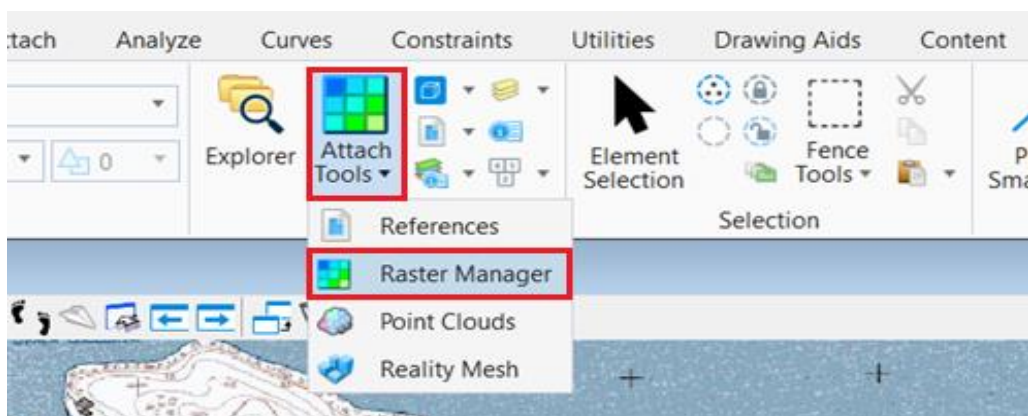 ttach Analyze Curves Constraints Utilities Drawing Aids Content
0
Explorer
Attach
Tools
Element
Selection
Fence
Tools
P
Sma
Selection
References
Raster Manager
Point Clouds
Reality Mesh